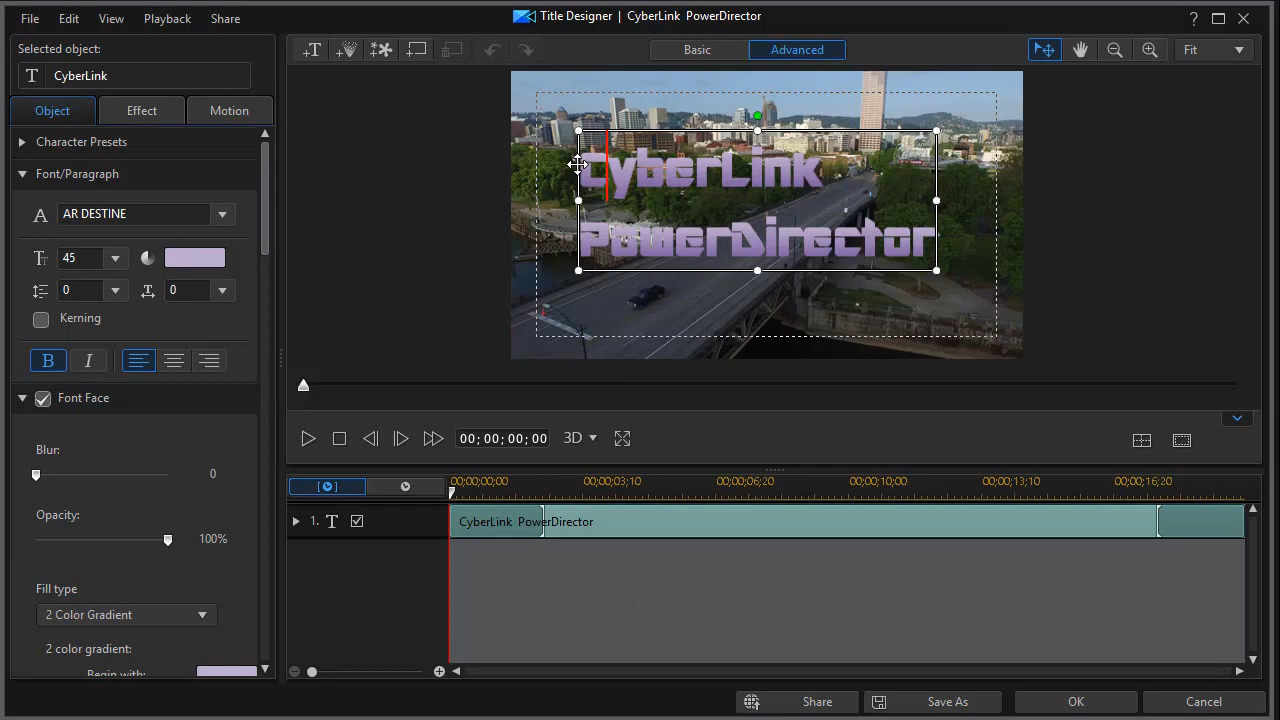 File Edit View Playback Share
Title Designer | CyberLink PowerDirector
?
Selected object:
T CyberLink
Object Effect Motion
Character Presets
Font/Paragraph
A AR DESTINE
45
0 0
Kerning
B I
Font Face
Blur:
0
Opacity:
100%
Fill type
2 Color Gradient
2 color gradient:
Begin with:
Basic Advanced
Fit
CyberLink
PowerDirector
00;00;00;00 3D
00;00;00;00 00;00;03;10 00;00;06;20 00;00;10;00 00;00;13;10 00;00;16;20
1. T CyberLink PowerDirector
Share Save As OK Cancel